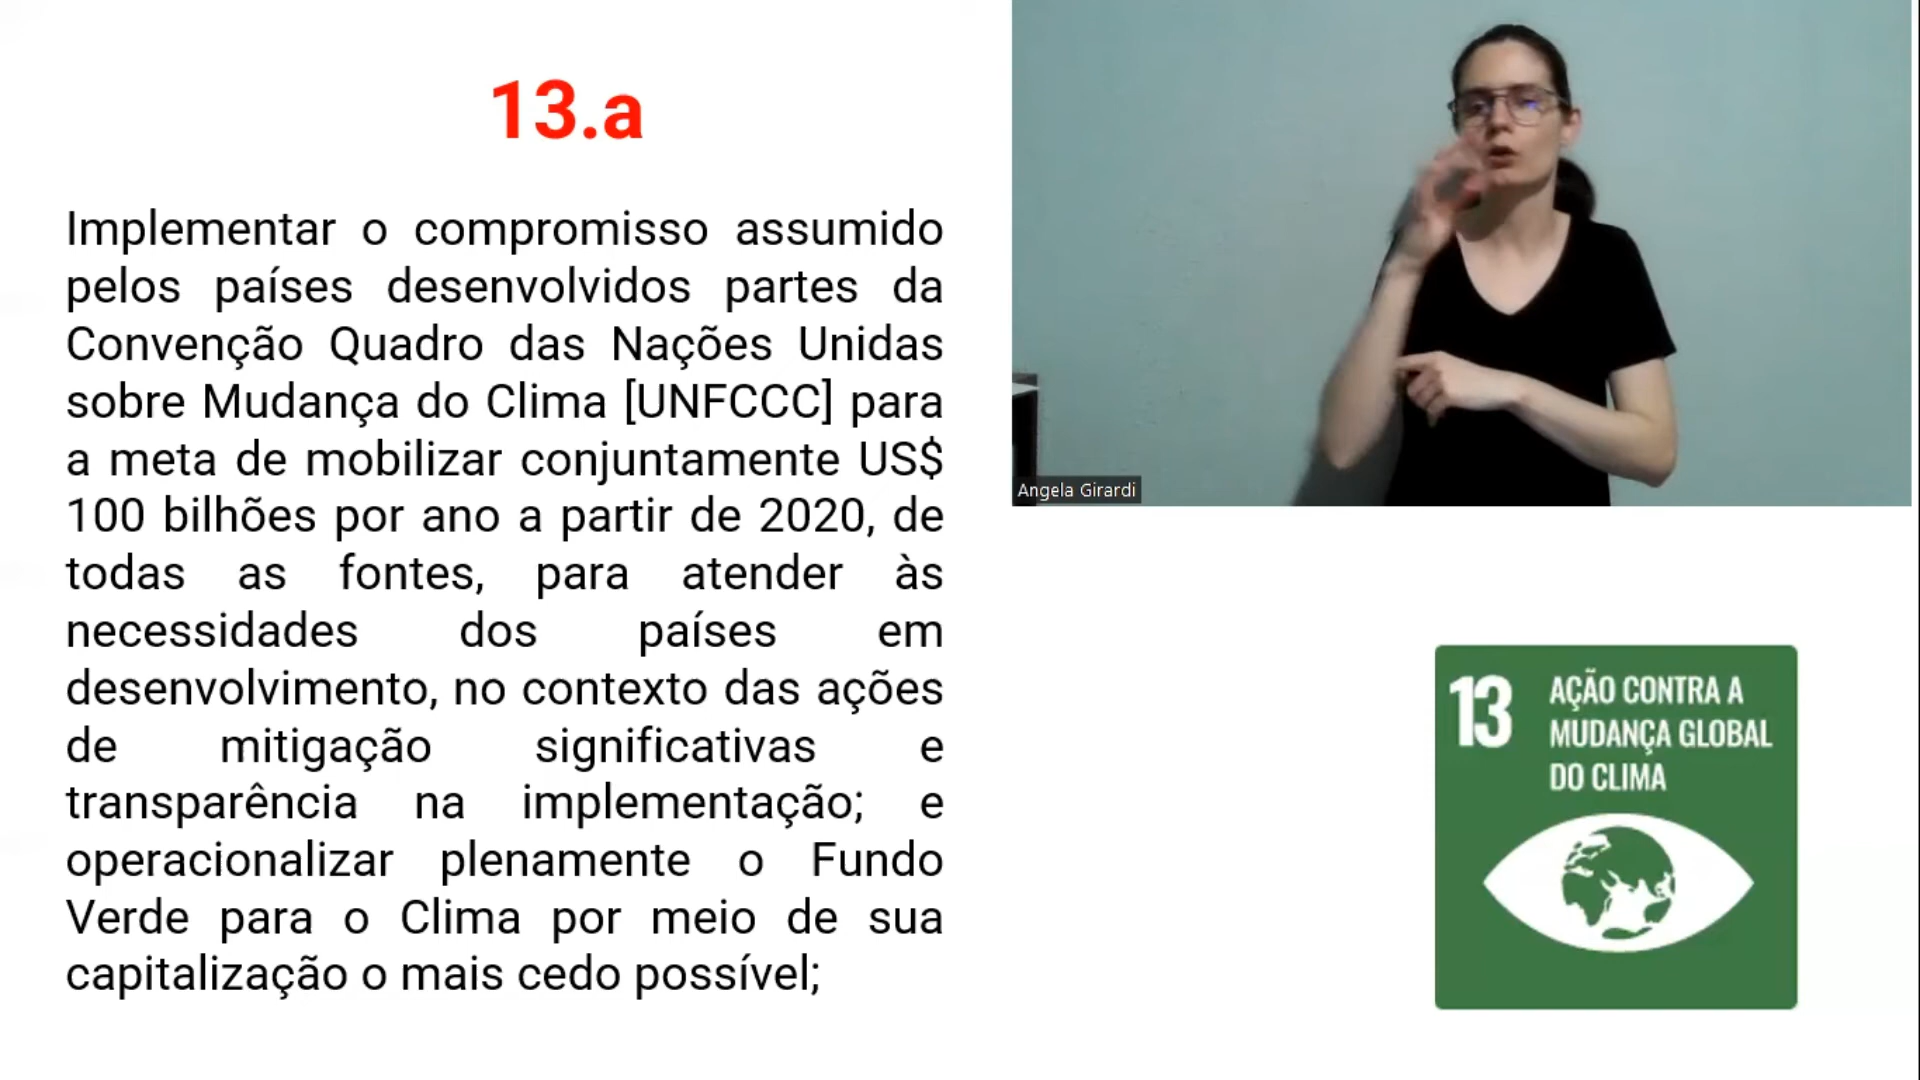 13.a
Implementar o compromisso assumido
pelos países desenvolvidos partes da
Convenção Quadro das Nações Unidas
sobre Mudança do Clima [UNFCCC] para
a meta de mobilizar conjuntamente US$
100 bilhões por ano a partir de 2020, de
todas as fontes, para atender às
necessidades dos países em
desenvolvimento, no contexto das ações
de mitigação significativas e
transparência na implementação; e
operacionalizar plenamente o Fundo
Verde para o Clima por meio de sua
capitalização o mais cedo possível;
Angela Girardi
13
AÇÃO CONTRA A
MUDANÇA GLOBAL
DO CLIMA